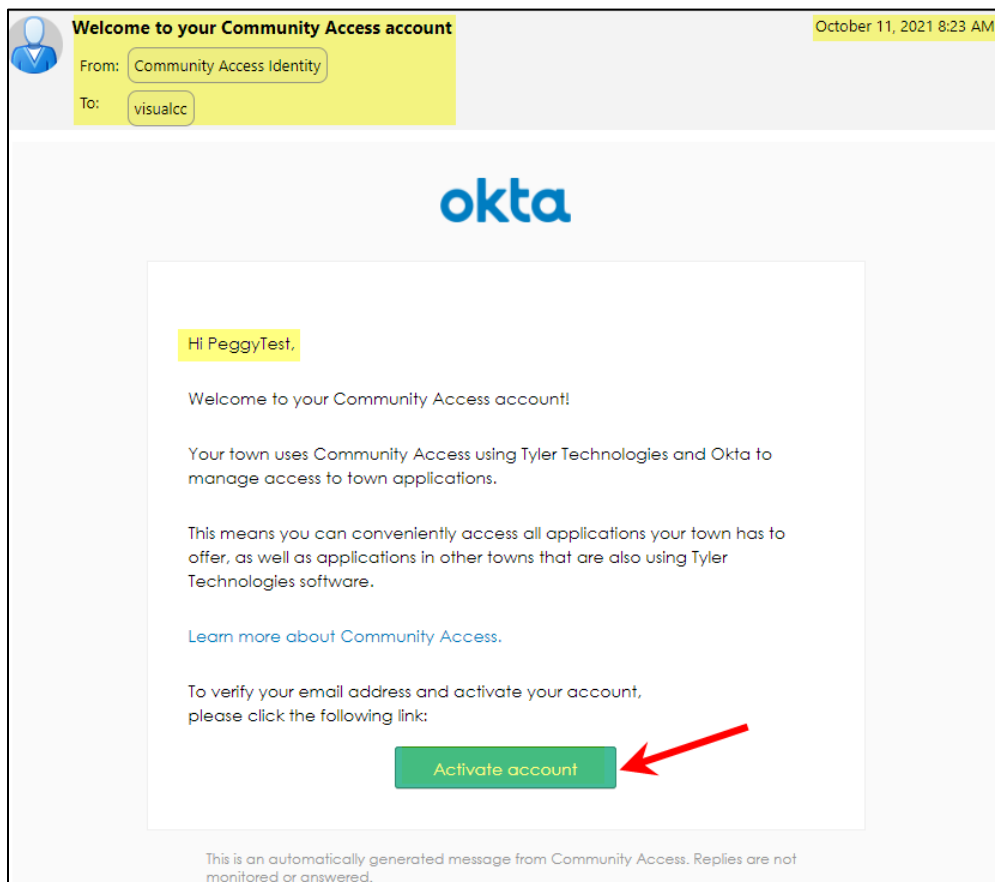 Welcome to your Community Access account
October 11, 2021 8:23 AM
From: Community Access Identity
To: visualcc
okta
Hi PeggyTest,
Welcome to your Community Access account!
Your town uses Community Access using Tyler Technologies and Okta to
manage access to town applications.
This means you can conveniently access all applications your town has to
offer, as well as applications in other towns that are also using Tyler
Technologies software.
Learn more about Community Access.
To verify your email address and activate your account,
please click the following link:
Activate account
This is an automatically generated message from Community Access. Replies are not
monitored or answered.